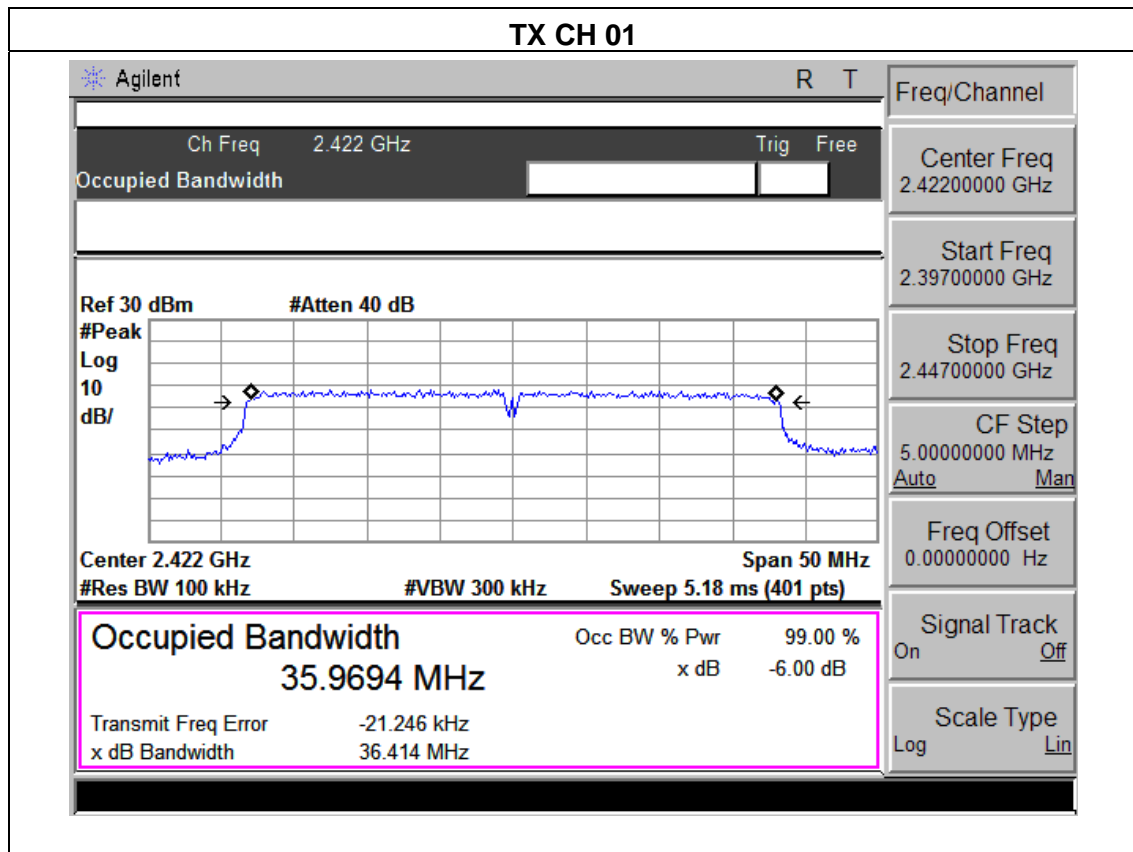 TX CH 01
Agilent R T
Ch Freq 2.422 GHz Trig Free
Occupied Bandwidth
Ref 30 dBm #Atten 40 dB
#Peak
Log
10
dB/
Center 2.422 GHz Span 50 MHz
#Res BW 100 kHz #VBW 300 kHz Sweep 5.18 ms (401 pts)
Occupied Bandwidth Occ BW % Pwr 99.00 %
35.9694 MHz x dB -6.00 dB
Transmit Freq Error -21.246 kHz
x dB Bandwidth 36.414 MHz
Freq/Channel
Center Freq
2.42200000 GHz
Start Freq
2.39700000 GHz
Stop Freq
2.44700000 GHz
CF Step
5.00000000 MHz
Auto Man
Freq Offset
0.00000000 Hz
Signal Track
On Off
Scale Type
Log Lin